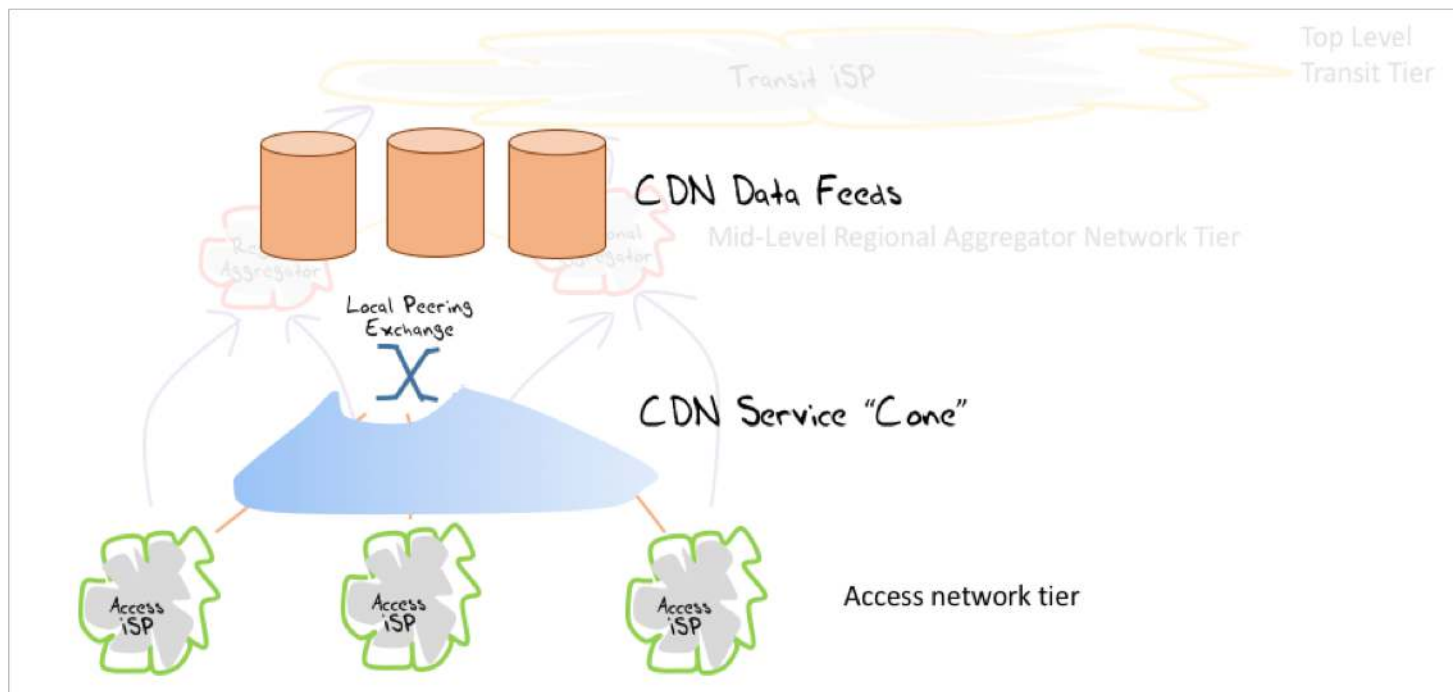 Top Level
Transit Tier
Transit iSP
CDN Data Feeds
Mid-Level Regional Aggregator Network Tier
Aggregator
Local Peering
Exchange
CDN Service "Cone"
Access
iSP
Access
iSP
Access
iSP
Access network tier